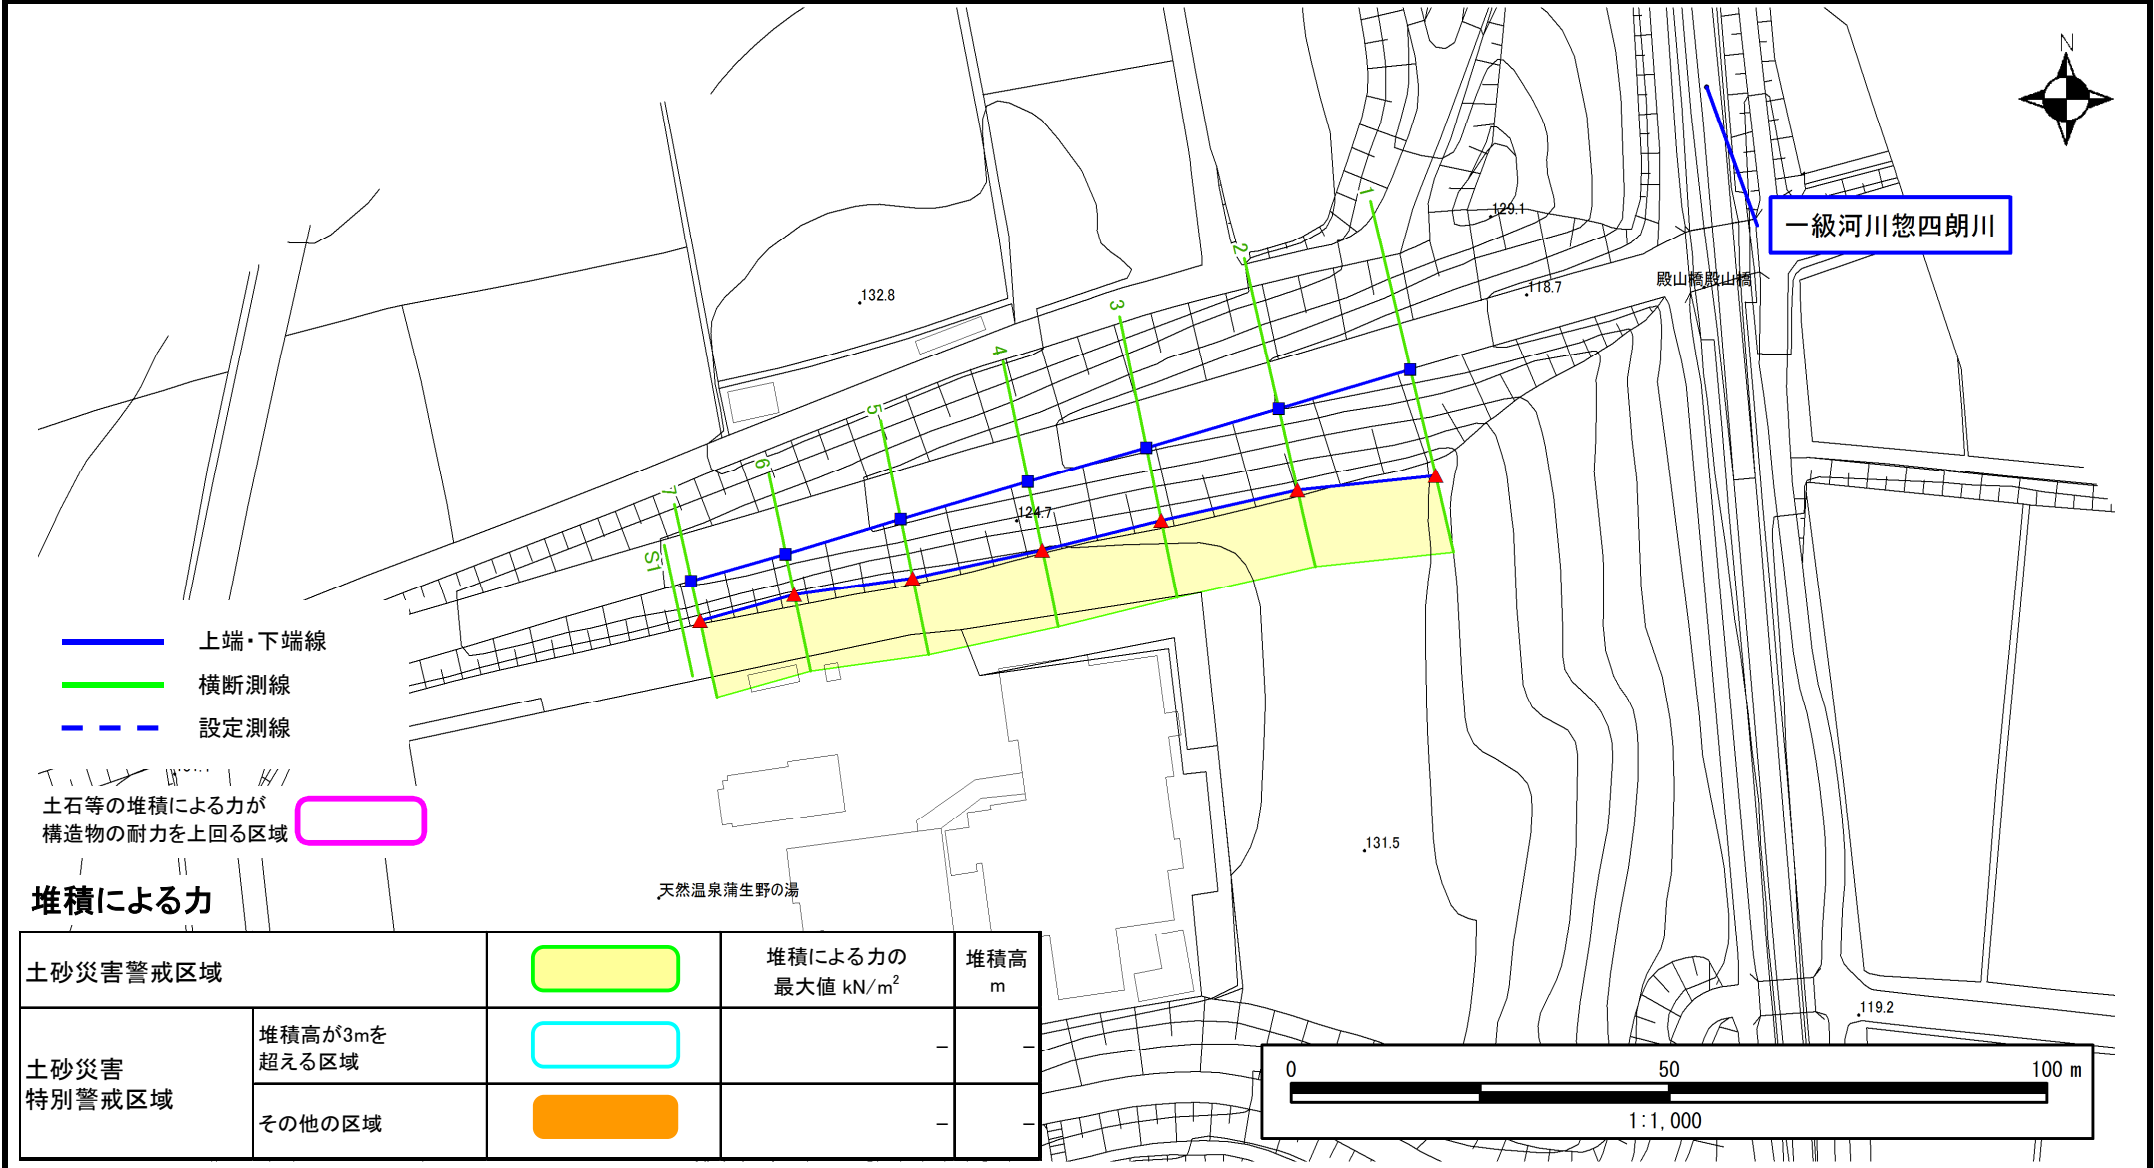 N
一級河川惣四朗川
殿山橋殿山橋
129.1
118.7
132.8
124.7
1
2
3
4
5
6
7
S1
上端・下端線
横断測線
設定測線
土石等の堆積による力が
構造物の耐力を上回る区域
天然温泉蒲生野の湯
131.5
119.2
堆積による力
土砂災害警戒区域
堆積による力の
最大値 kN/m²
堆積高
m
土砂災害
特別警戒区域
堆積高が3mを
超える区域
－ －
その他の区域
－ －
0 50 100 m
1:1,000